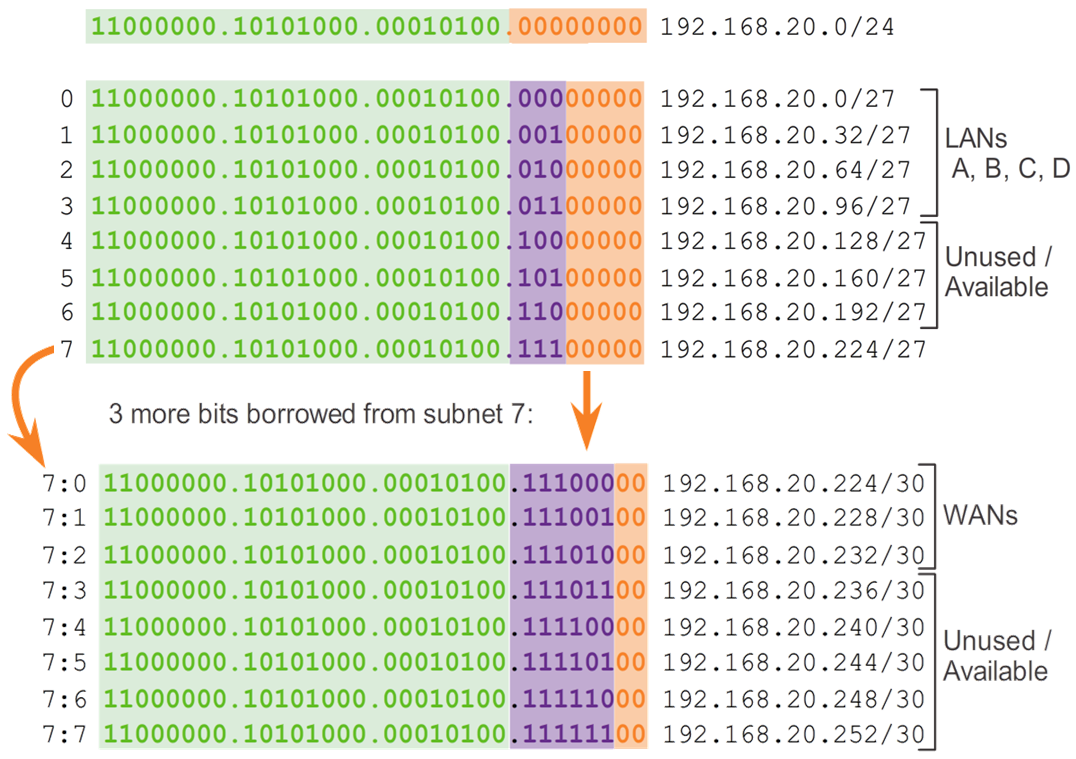 11000000.10101000.00010100.00000000 192.168.20.0/24
0 11000000.10101000.00010100.00000000 192.168.20.0/27
1 11000000.10101000.00010100.00100000 192.168.20.32/27
LANs
2 11000000.10101000.00010100.01000000 192.168.20.64/27
A, B, C, D
3 11000000.10101000.00010100.01100000 192.168.20.96/27
4 11000000.10101000.00010100.10000000 192.168.20.128/27
Unused /
5 11000000.10101000.00010100.10100000 192.168.20.160/27
Available
6 11000000.10101000.00010100.11000000 192.168.20.192/27
7 11000000.10101000.00010100.11100000 192.168.20.224/27
3 more bits borrowed from subnet 7:
7:0 11000000.10101000.00010100.11100000 192.168.20.224/30
7:1 11000000.10101000.00010100.11100100 192.168.20.228/30
WANs
7:2 11000000.10101000.00010100.11101000 192.168.20.232/30
7:3 11000000.10101000.00010100.11101100 192.168.20.236/30
7:4 11000000.10101000.00010100.11110000 192.168.20.240/30
Unused /
7:5 11000000.10101000.00010100.11110100 192.168.20.244/30
Available
7:6 11000000.10101000.00010100.11111000 192.168.20.248/30
7:7 11000000.10101000.00010100.11111100 192.168.20.252/30